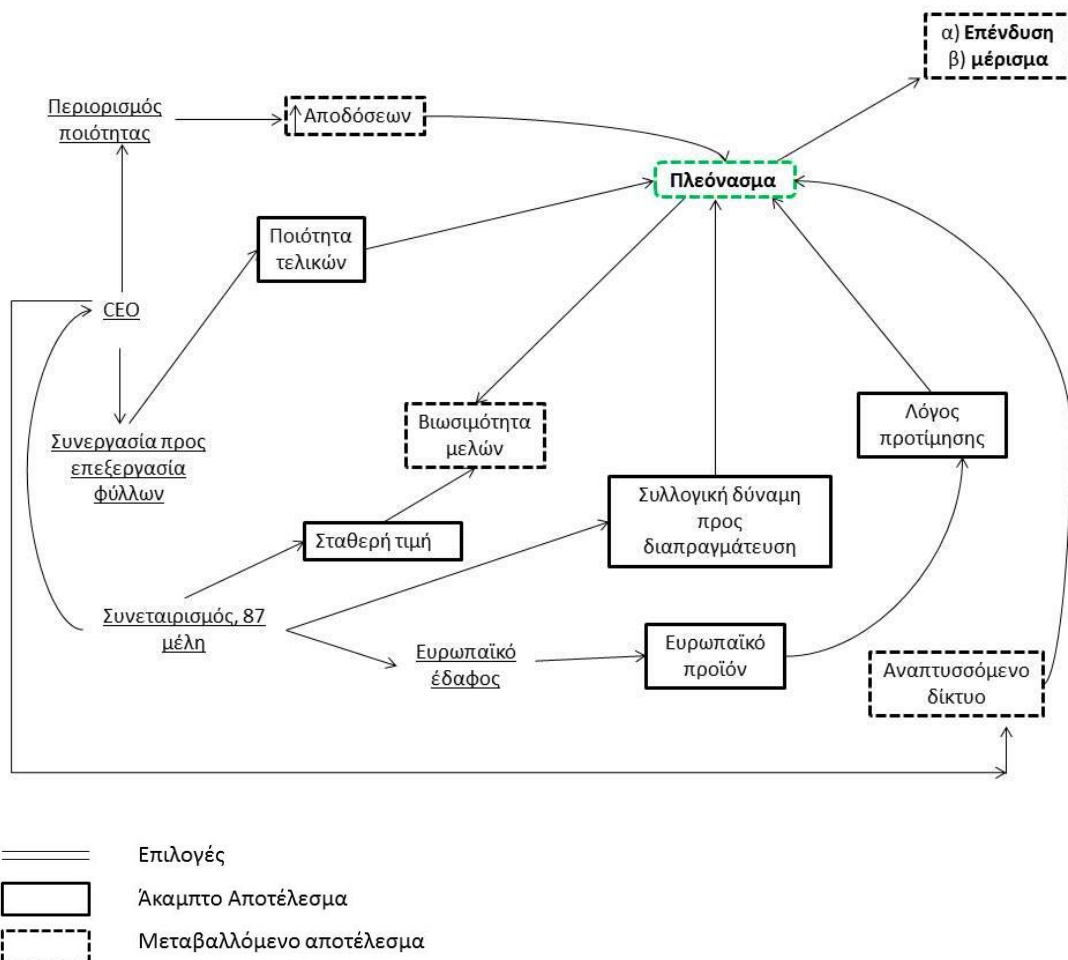 α) Επένδυση
β) μέρισμα
Περιορισμός
ποιότητας
Αποδόσεων
Πλεόνασμα
Ποιότητα
τελικών
CEO
Βιωσιμότητα
μελών
Λόγος
προτίμησης
Συνεργασία προς
επεξεργασία
φύλλων
Συλλογική δύναμη
προς
διαπραγμάτευση
Σταθερή τιμή
Συνεταιρισμός, 87
μέλη
Ευρωπαϊκό
έδαφος
Ευρωπαϊκό
προϊόν
Αναπτυσσόμενο
δίκτυο
Επιλογές
Άκαμπτο Αποτέλεσμα
Μεταβαλλόμενο αποτέλεσμα